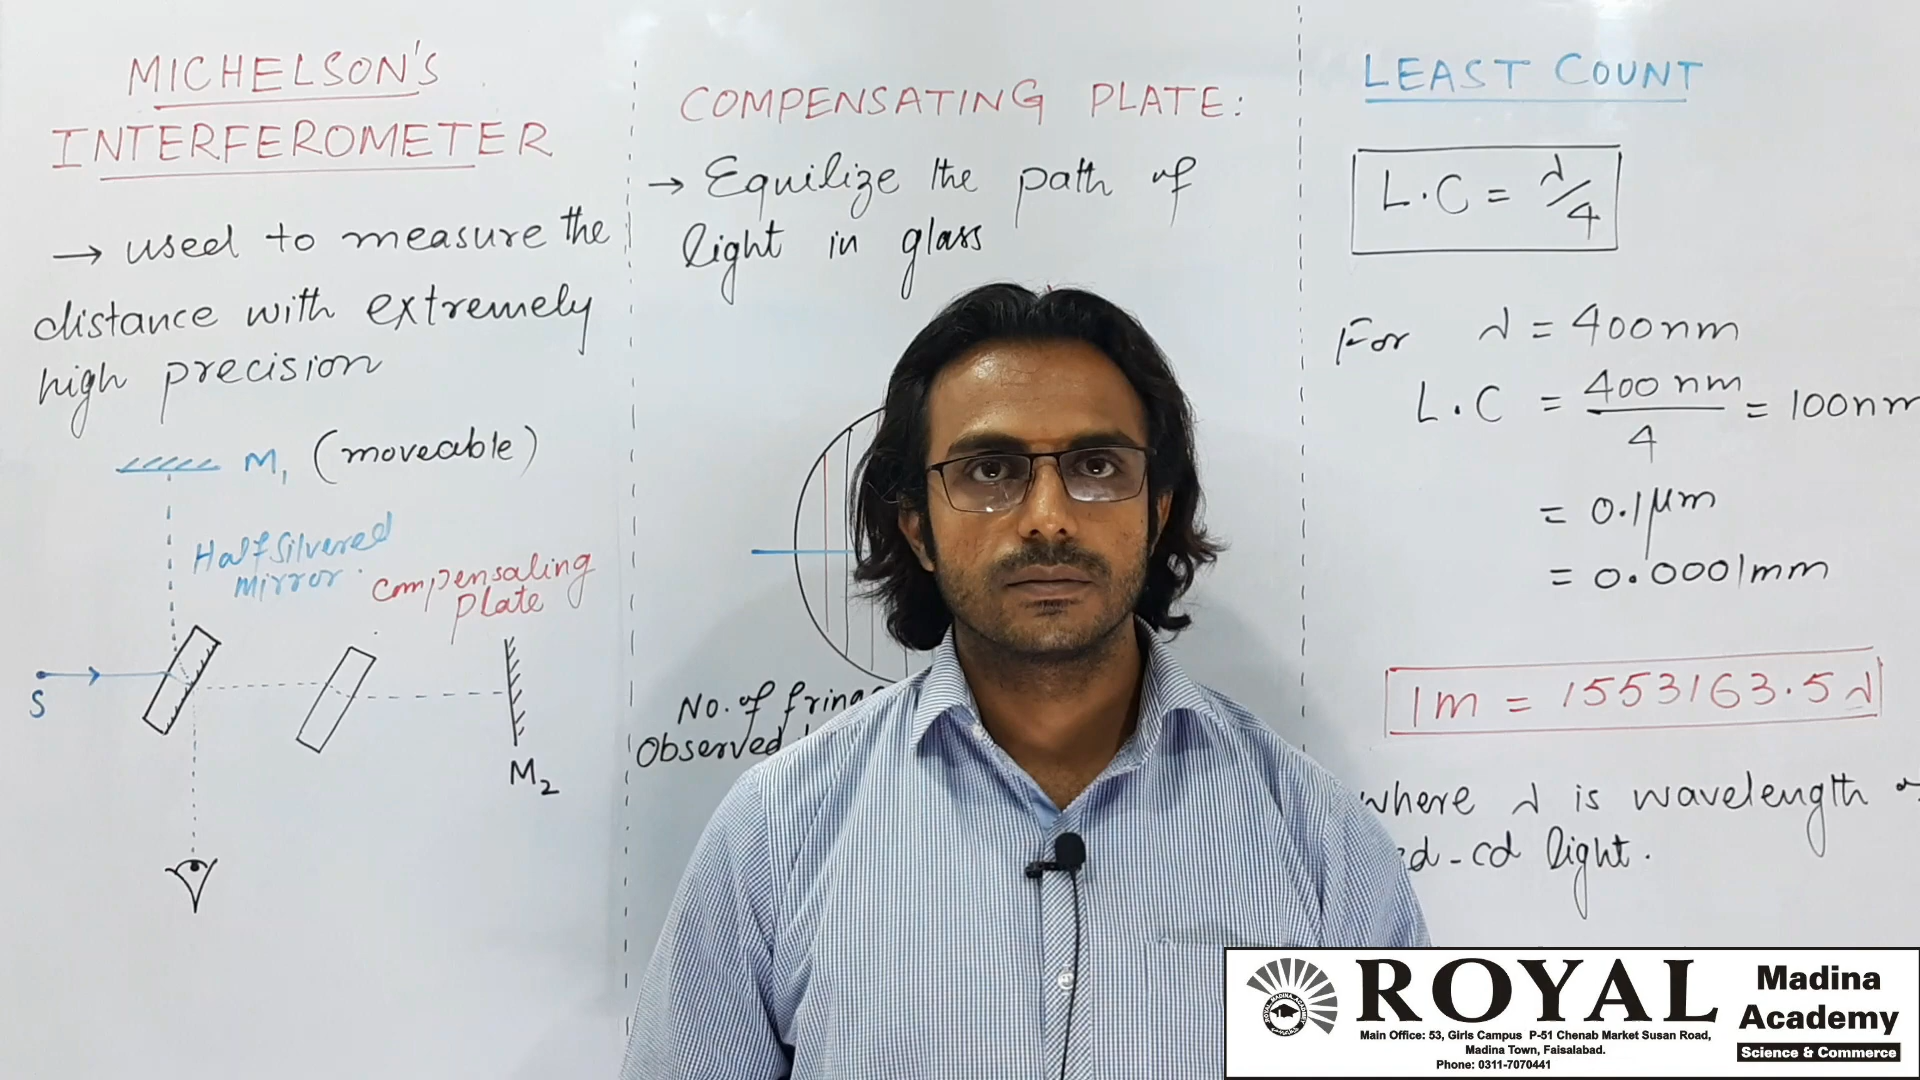 MICHELSON'S
INTERFEROMETER
→ used to measure the
distance with extremely
high precision
M₁ (moveable)
Half Silvered
mirror
compensating
plate
S
M₂
COMPENSATING PLATE:
→ Equilize the path of
light in glass
No. of
Observed
LEAST COUNT
L.C = λ/4
For λ = 400nm
L.C = 400 nm / 4 = 100nm
= 0.1μm
= 0.0001mm
1m = 1553163.5 λ
where λ is wavelength
light.
ROYAL
Madina
Academy
Science & Commerce
Main Office: 53, Girls Campus P-51 Chenab Market Susan Road,
Madina Town, Faisalabad.
Phone: 0311-7070441